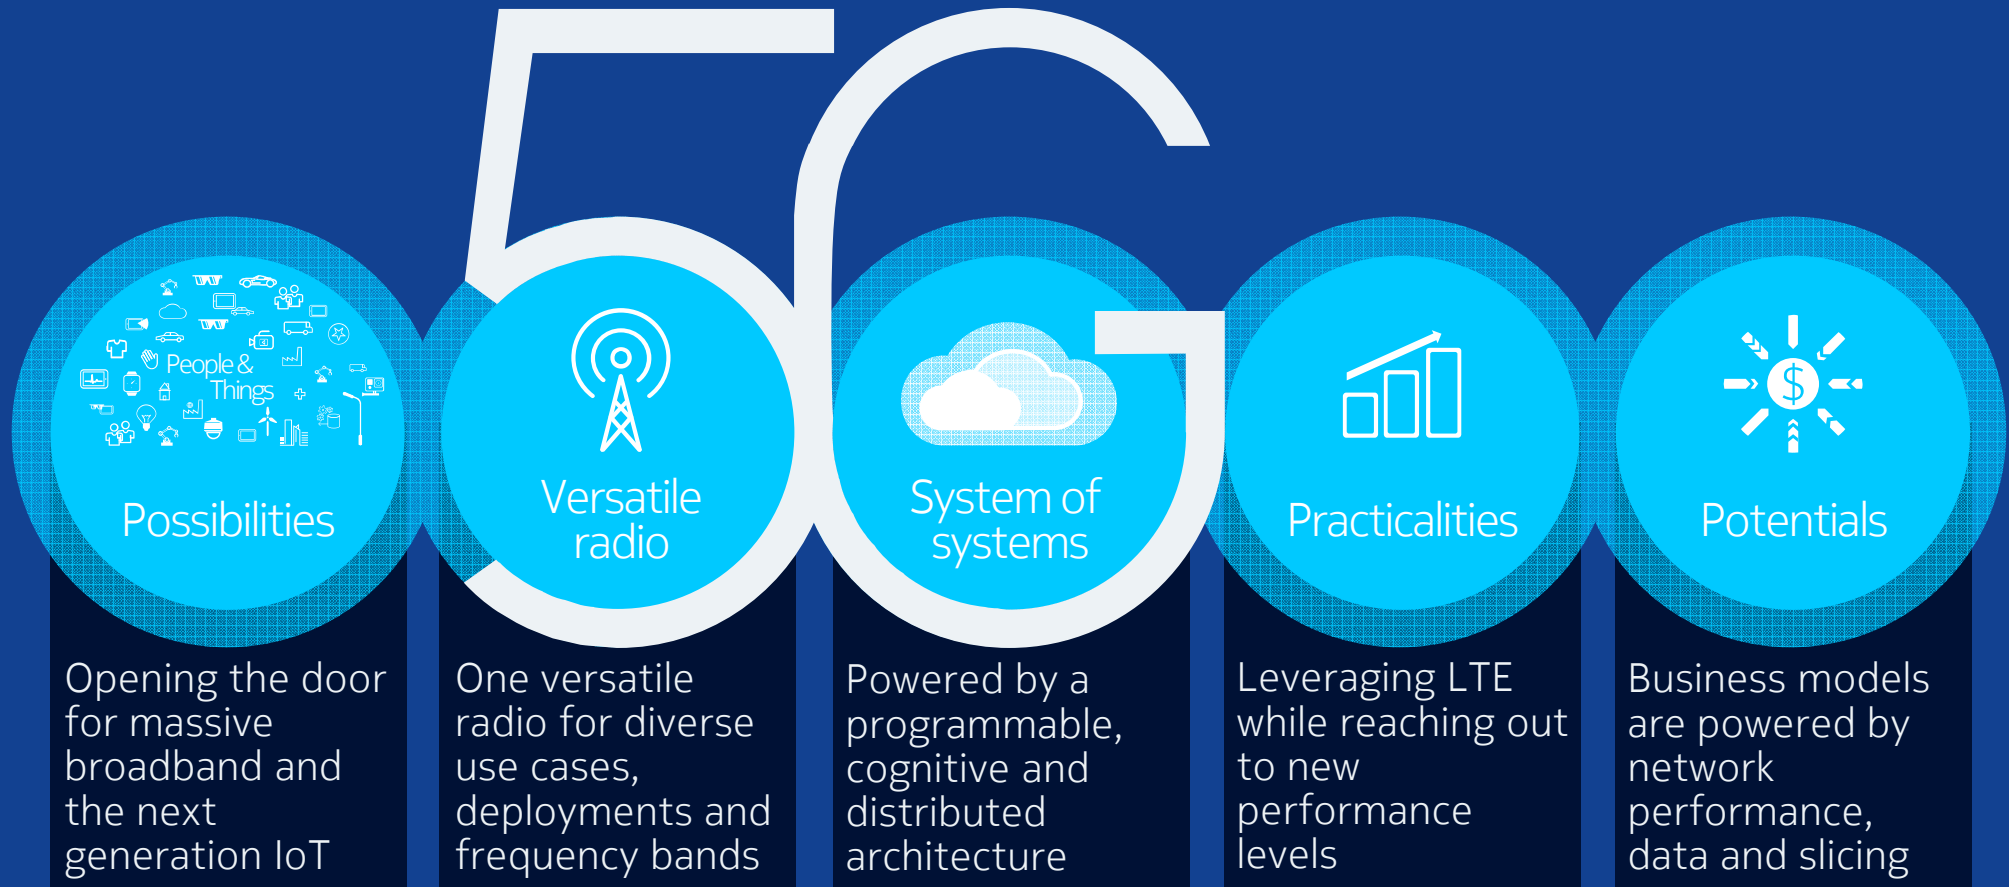 5G
People &
Things
Possibilities
Opening the door
for massive
broadband and
the next
generation IoT
Versatile
radio
One versatile
radio for diverse
use cases,
deployments and
frequency bands
System of
systems
Powered by a
programmable,
cognitive and
distributed
architecture
Practicalities
Leveraging LTE
while reaching out
to new
performance
levels
$
Potentials
Business models
are powered by
network
performance,
data and slicing